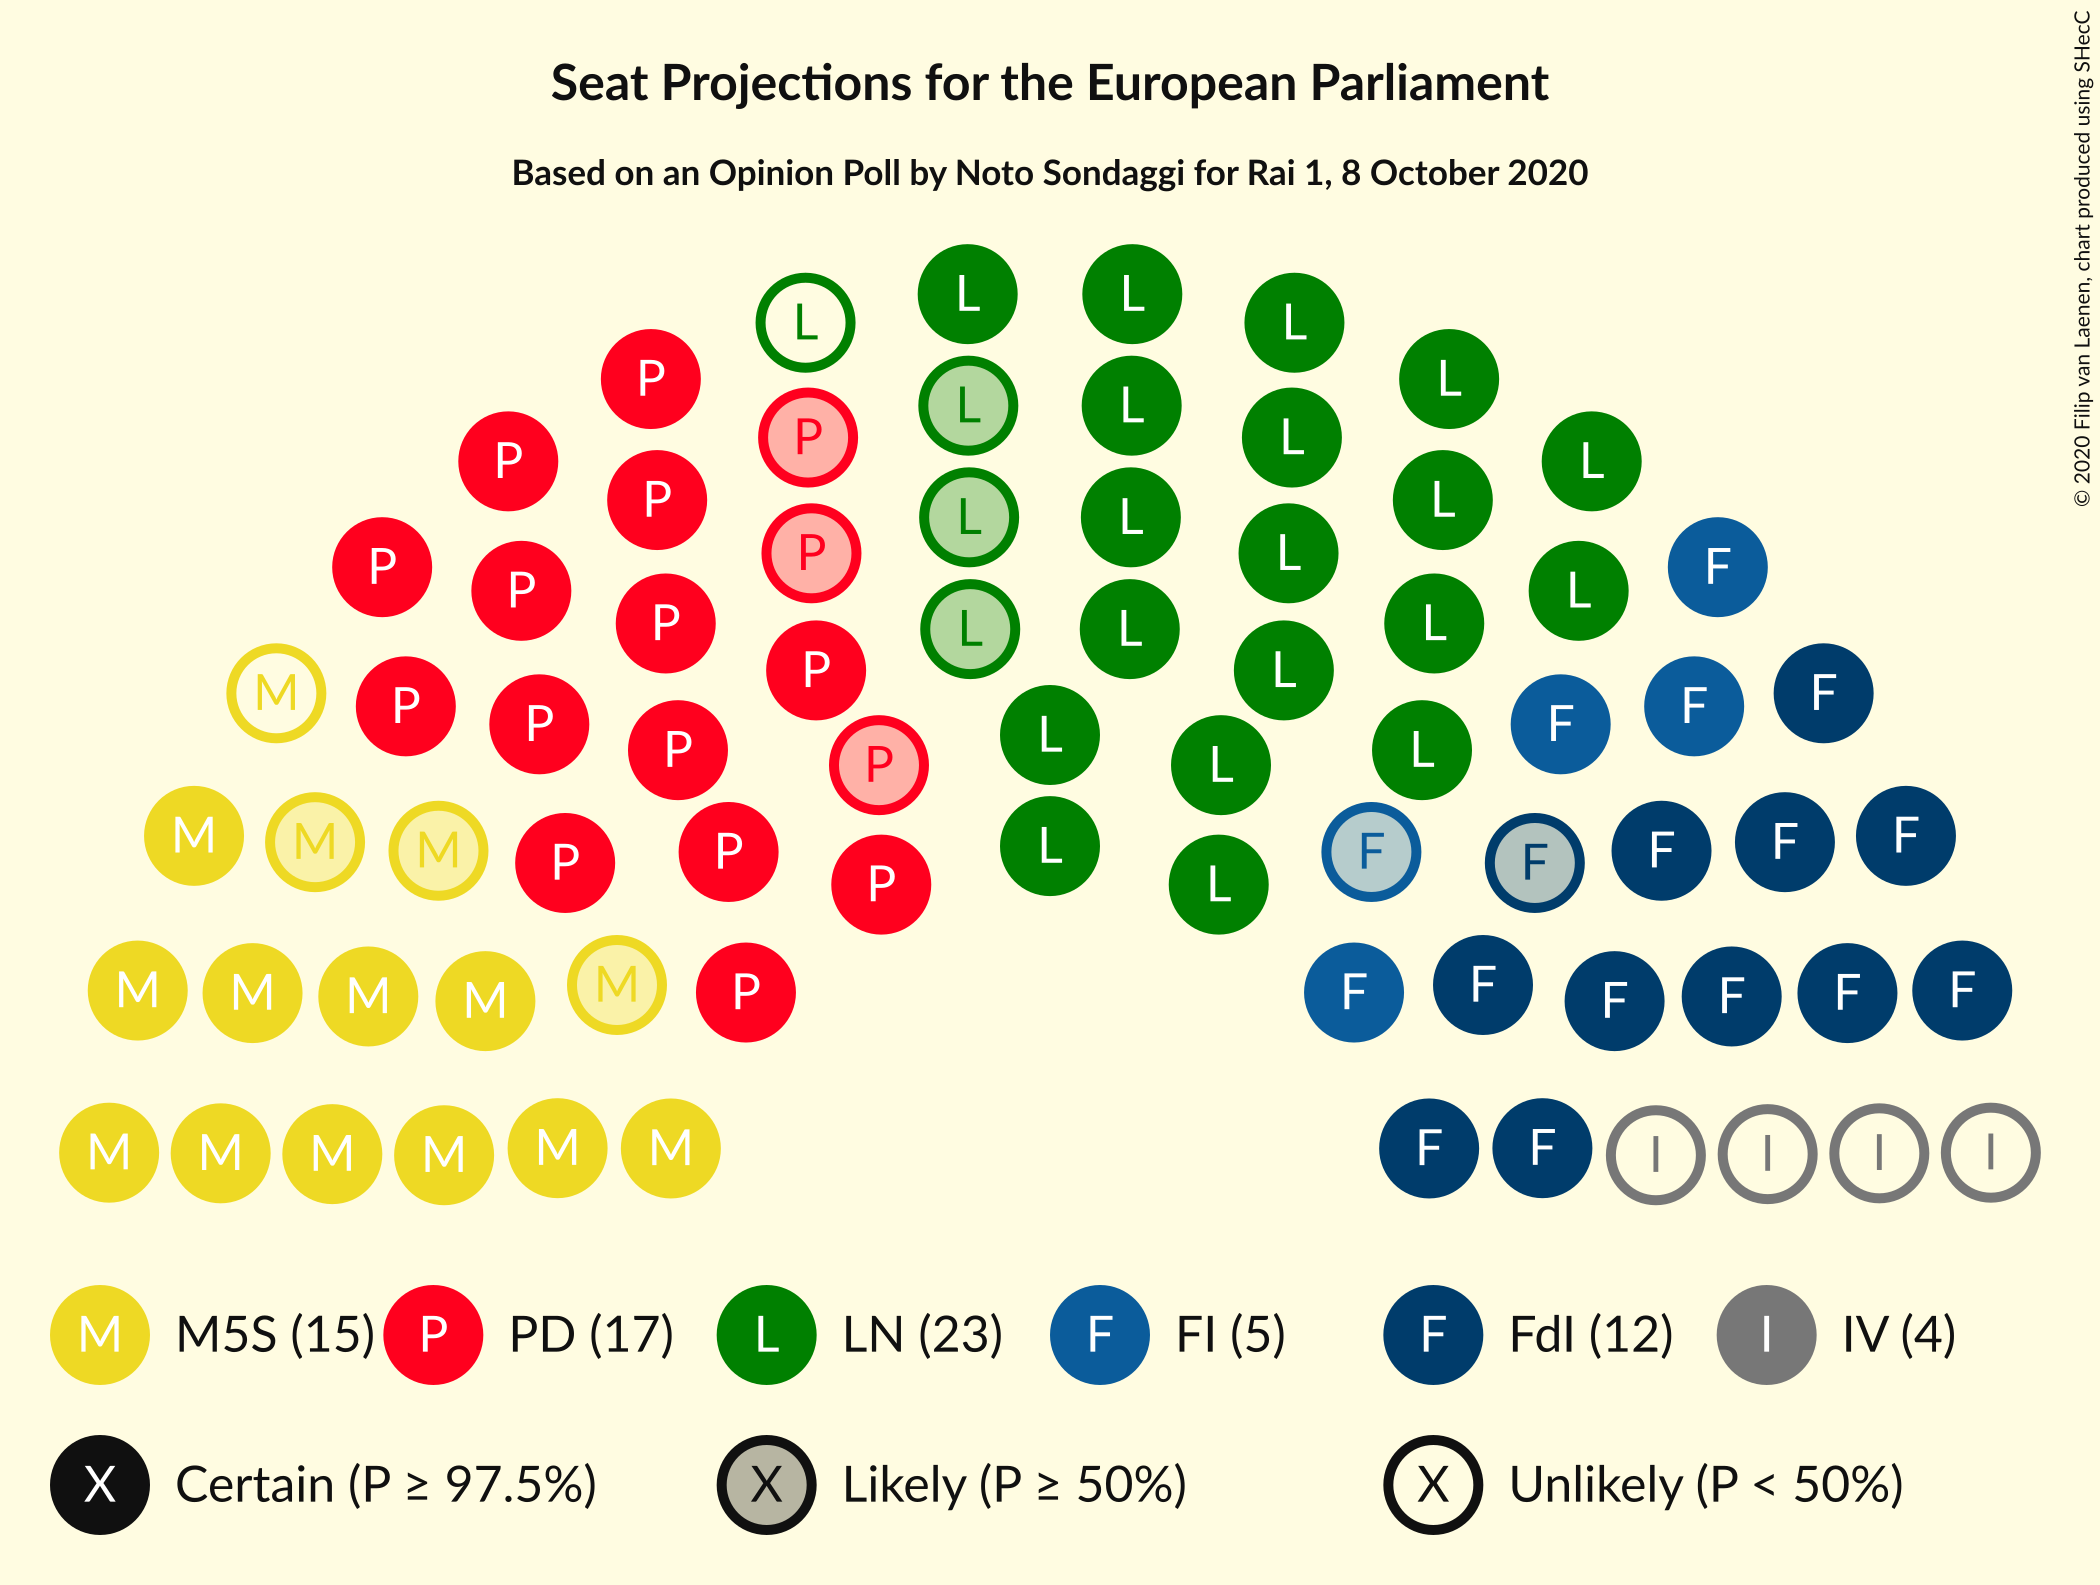 Seat Projections for the European Parliament
Based on an Opinion Poll by Noto Sondaggi for Rai 1, 8 October 2020
© 2020 Filip van Laenen, chart produced using SHecC
L L
L L
P L L L L
P P L L
P P P L L L L L F
P P L L
M P P P P L L L F F F
P P L L
M M M P P P L L F F F F F
M M M M M P F F F F F F
M M M M M M F F I I I I
M M5S (15) P PD (17) L LN (23) F FI (5) F FdI (12) I IV (4)
X Certain (P ≥ 97.5%) X Likely (P ≥ 50%) X Unlikely (P < 50%)